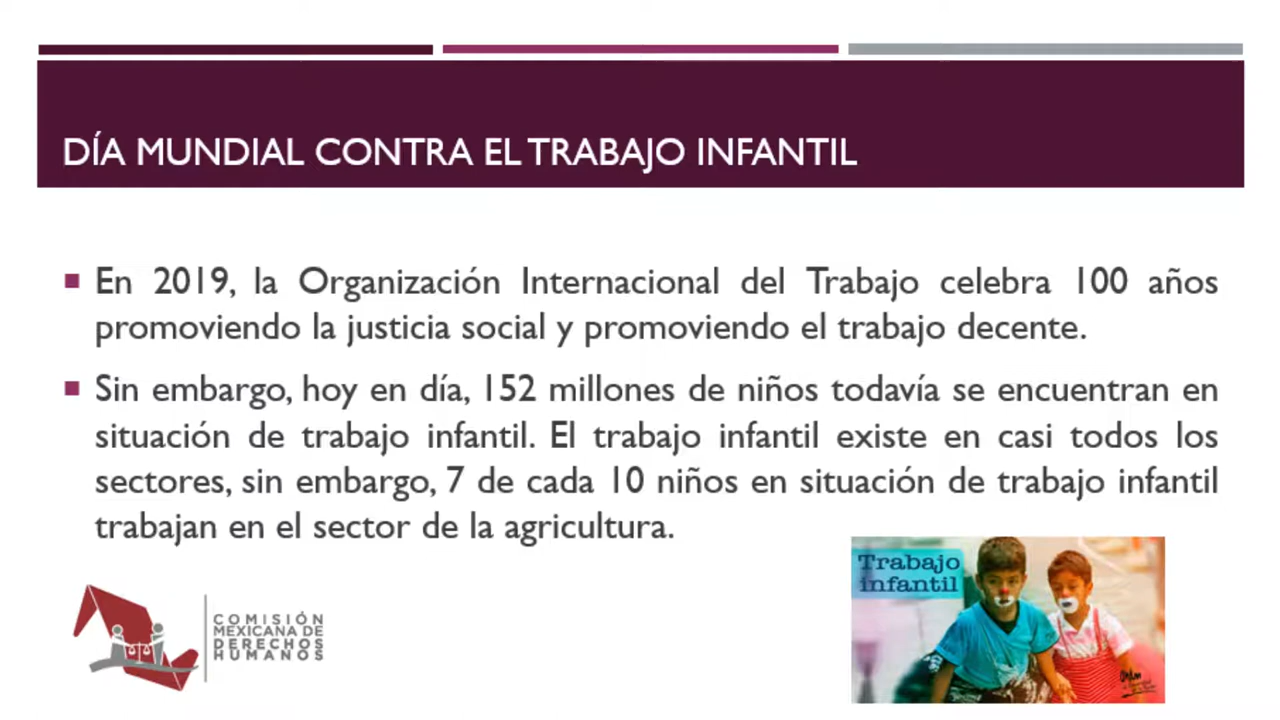 DÍA MUNDIAL CONTRA EL TRABAJO INFANTIL
En 2019, la Organización Internacional del Trabajo celebra 100 años
promoviendo la justicia social y promoviendo el trabajo decente.
Sin embargo, hoy en día, 152 millones de niños todavía se encuentran en
situación de trabajo infantil. El trabajo infantil existe en casi todos los
sectores, sin embargo, 7 de cada 10 niños en situación de trabajo infantil
trabajan en el sector de la agricultura.
Trabajo
infantil
COMISIÓN
MEXICANA DE
DERECHOS
HUMANOS